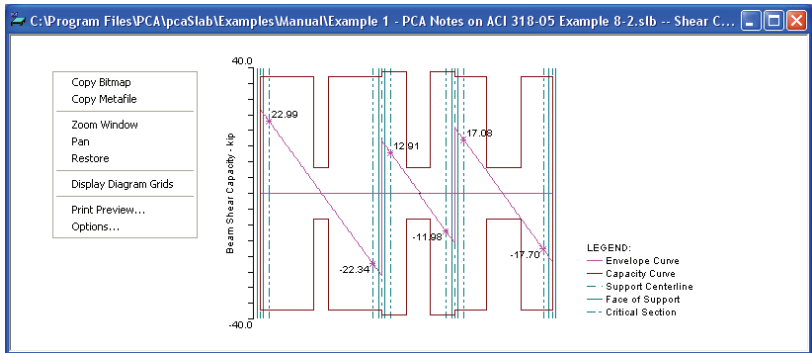 C:\Program Files\PCA\pcaSlab\Examples\Manual\Example 1 - PCA Notes on ACI 318-05 Example 8-2.slb -- Shear C...
Copy Bitmap
Copy Metafile
Zoom Window
Pan
Restore
Display Diagram Grids
Print Preview...
Options...
40.0
Beam Shear Capacity - kip
-40.0
22.99
12.91
17.08
-22.34
-11.98
-17.70
LEGEND:
Envelope Curve
Capacity Curve
Support Centerline
Face of Support
Critical Section